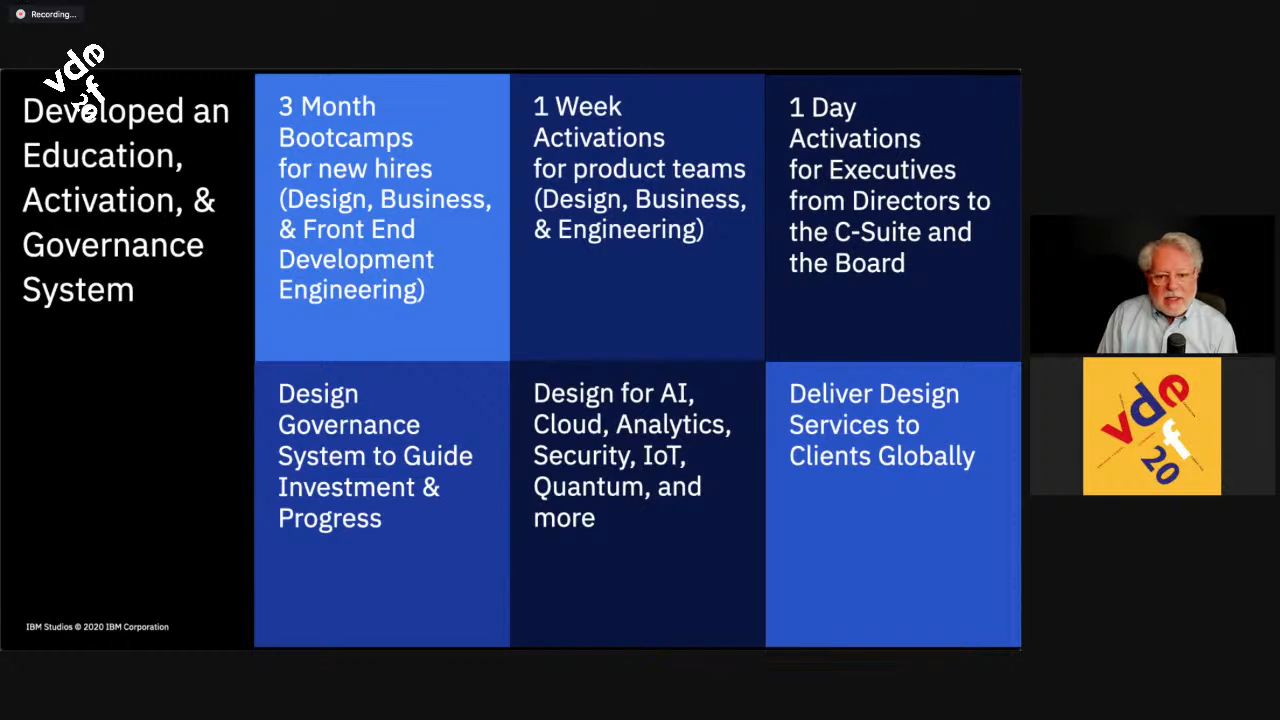 Recording...
vdef
20
Developed an
Education,
Activation, &
Governance
System
3 Month
Bootcamps
for new hires
(Design, Business,
& Front End
Development
Engineering)
1 Week
Activations
for product teams
(Design, Business,
& Engineering)
1 Day
Activations
for Executives
from Directors to
the C-Suite and
the Board
Design
Governance
System to Guide
Investment &
Progress
Design for AI,
Cloud, Analytics,
Security, IoT,
Quantum, and
more
Deliver Design
Services to
Clients Globally
IBM Studios © 2020 IBM Corporation
vdef
20